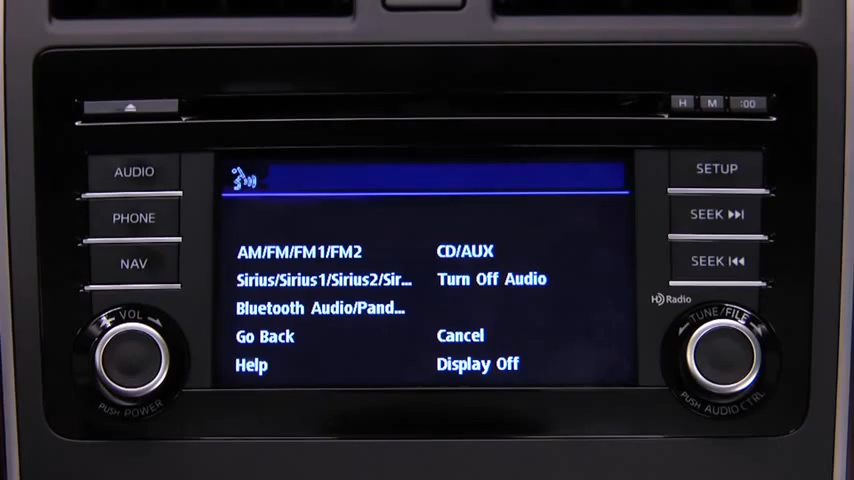 H M :00
AUDIO
PHONE
NAV
VOL
PUSH POWER
AM/FM/FM1/FM2
Sirius/Sirius1/Sirius2/Sir...
Bluetooth Audio/Pand...
Go Back
Help
CD/AUX
Turn Off Audio
Cancel
Display Off
SETUP
SEEK
SEEK
HD Radio
TUNE/FILE
PUSH AUDIO CTRL